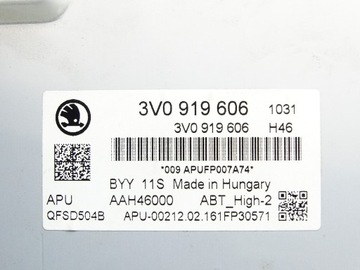 3V0 919 606 1031
3V0 919 606 H46
*009 APUFP007A74*
BYY 11S Made in Hungary
APU AAH46000 ABT_High-2
QFSD504B APU-00212.02.161FP30571